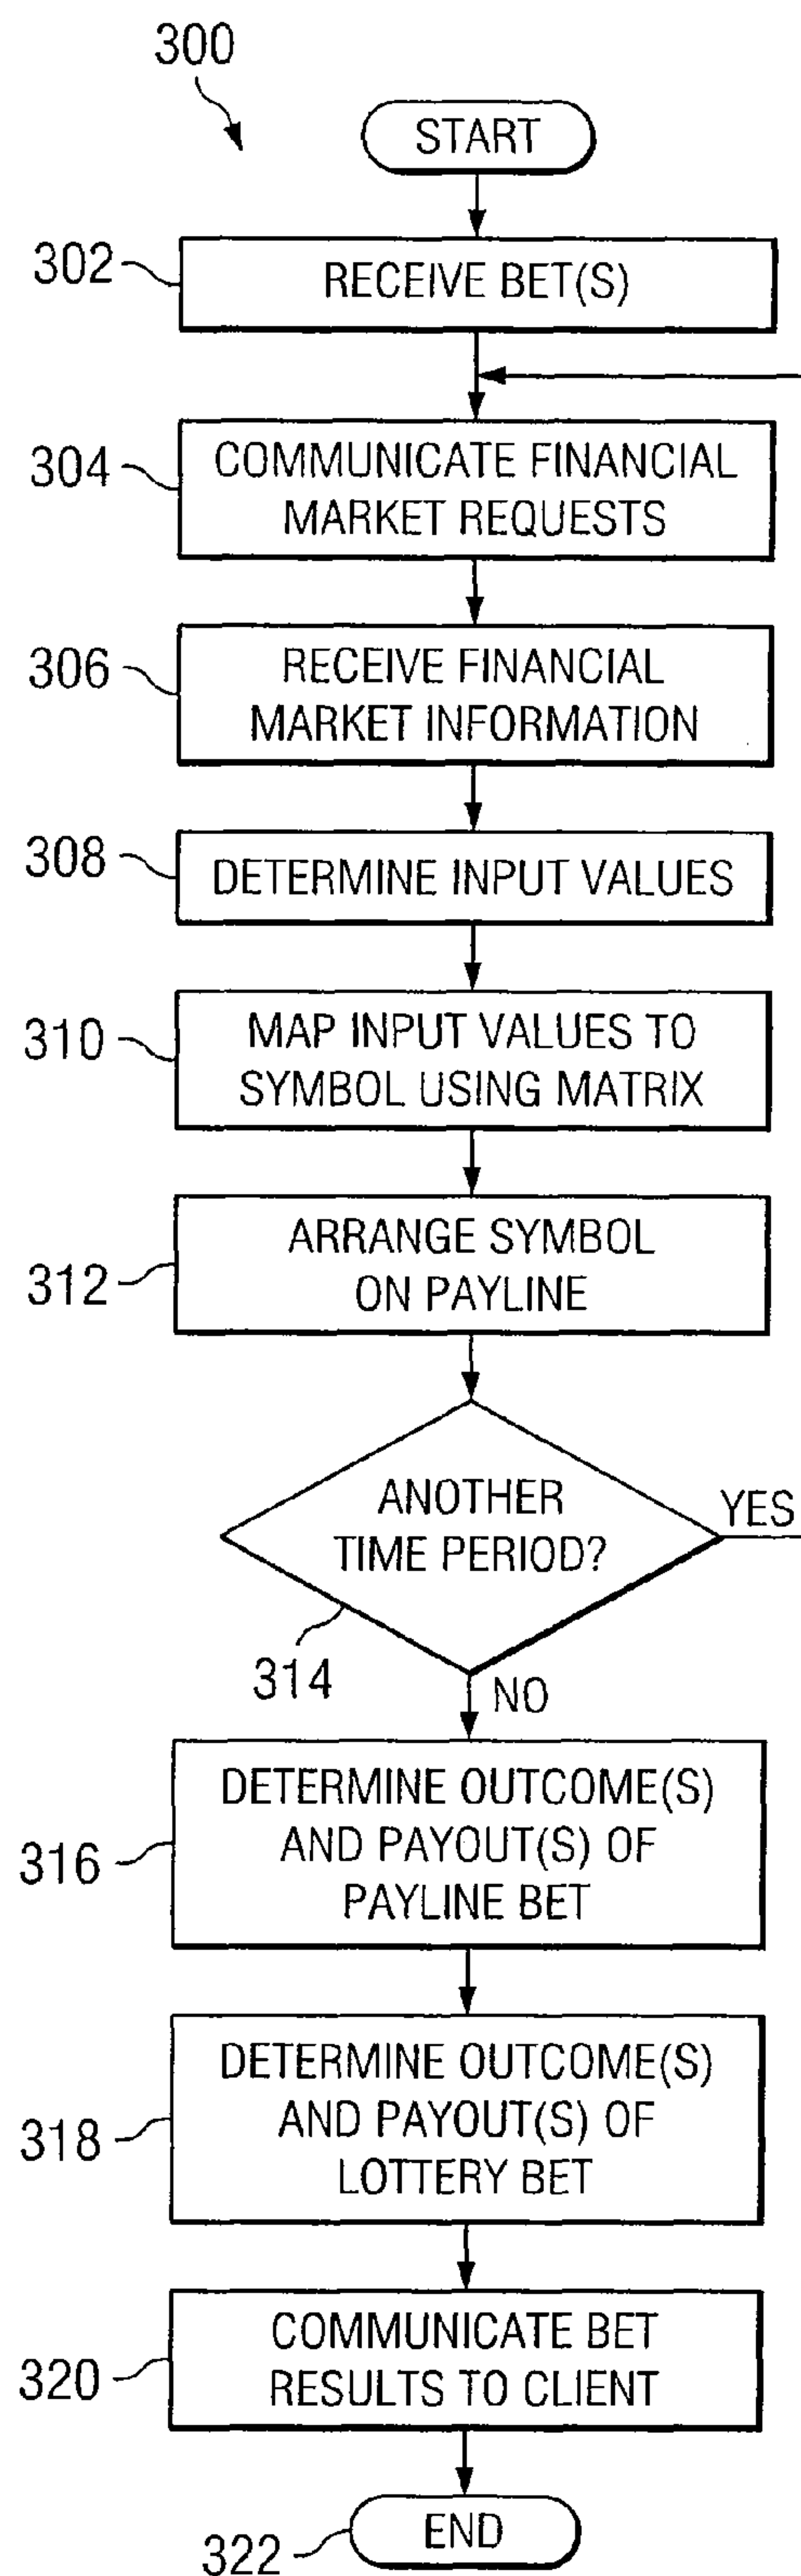 300
START
302
RECEIVE BET(S)
304
COMMUNICATE FINANCIAL
MARKET REQUESTS
306
RECEIVE FINANCIAL
MARKET INFORMATION
308
DETERMINE INPUT VALUES
310
MAP INPUT VALUES TO
SYMBOL USING MATRIX
312
ARRANGE SYMBOL
ON PAYLINE
ANOTHER
TIME PERIOD?
YES
314
NO
316
DETERMINE OUTCOME(S)
AND PAYOUT(S) OF
PAYLINE BET
318
DETERMINE OUTCOME(S)
AND PAYOUT(S) OF
LOTTERY BET
320
COMMUNICATE BET
RESULTS TO CLIENT
322
END